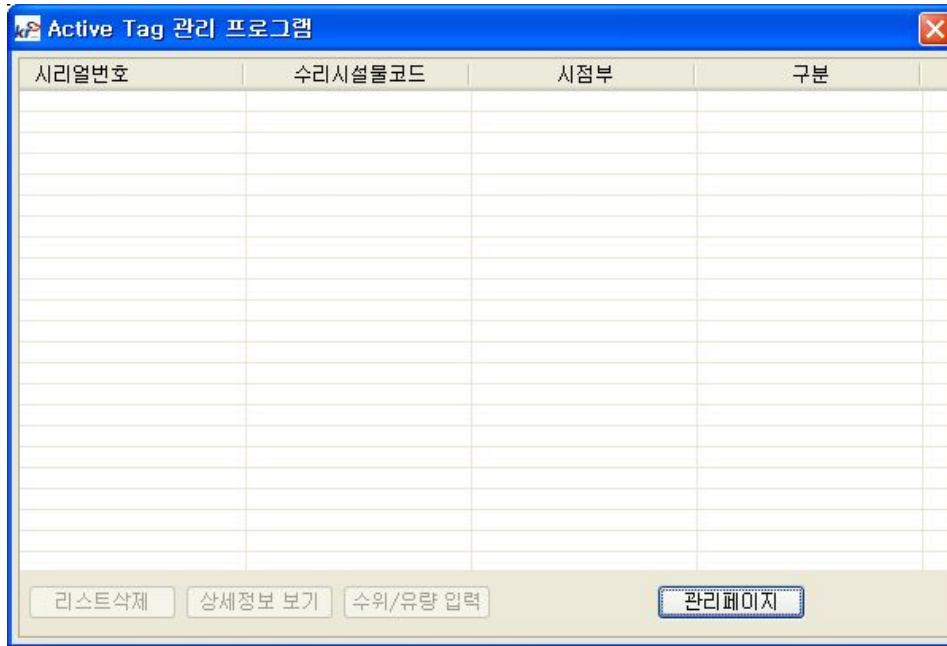 Active Tag 관리 프로그램
시리얼번호 수리시설물코드 시점부 구분
리스트삭제 상세정보 보기 수위/유량 입력 관리페이지